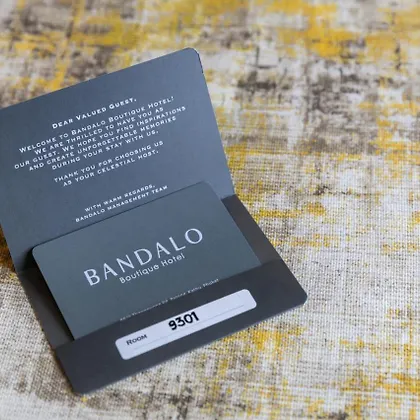 DEAR VALUED GUEST,
WELCOME TO BANDALO BOUTIQUE HOTEL!
WE ARE THRILLED TO HAVE YOU AS
OUR GUEST. WE HOPE YOU FIND INSPIRATIONS
AND CREATE UNFORGETTABLE MEMORIES
DURING YOUR STAY WITH US.
THANK YOU FOR CHOOSING US
AS YOUR CELESTIAL HOST.
WITH WARM REGARDS,
BANDALO MANAGEMENT TEAM
BANDALO
Boutique Hotel
ROOM 9301